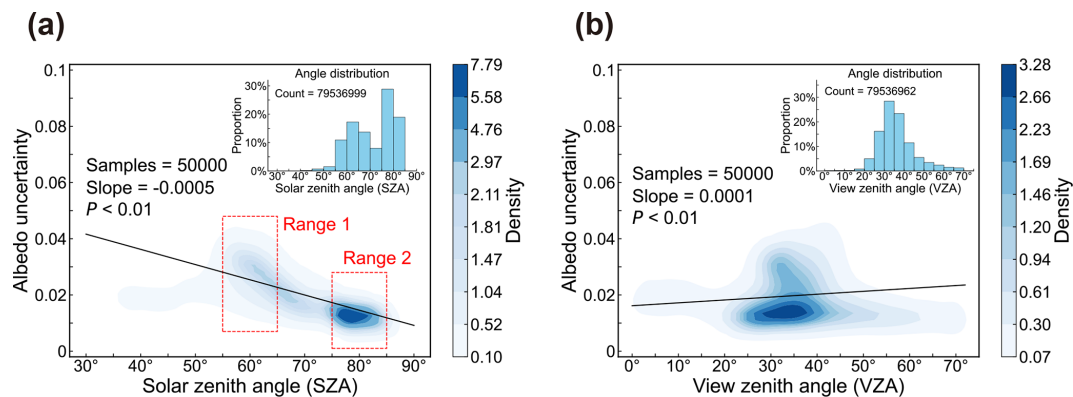 (a)
Albedo uncertainty
0.1
0.08
0.06
0.04
0.02
0
30°
40°
50°
60°
70°
80°
90°
Solar zenith angle (SZA)
Samples = 50000
Slope = -0.0005
P < 0.01
Range 1
Range 2
Angle distribution
Count = 79536999
Proportion
30%
20%
10%
0%
30° 40° 50° 60° 70° 80° 90°
Solar zenith angle (SZA)
7.79
5.58
4.76
2.97
2.11
1.81
1.47
1.04
0.52
0.10
Density
(b)
Albedo uncertainty
0.1
0.08
0.06
0.04
0.02
0
0°
10°
20°
30°
40°
50°
60°
70°
View zenith angle (VZA)
Samples = 50000
Slope = 0.0001
P < 0.01
Angle distribution
Count = 79536962
Proportion
30%
20%
10%
0%
0° 10° 20° 30° 40° 50° 60° 70°
View zenith angle (VZA)
3.28
2.66
2.23
1.69
1.46
1.20
0.94
0.61
0.30
0.07
Density